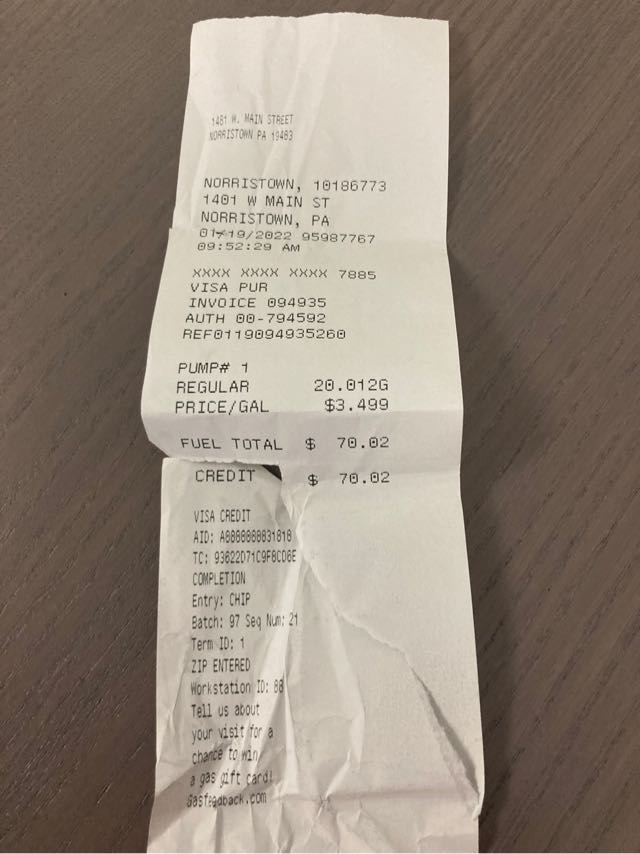 1481 W. MAIN STREET
NORRISTOWN PA 19403
NORRISTOWN, 10186773
1401 W MAIN ST
NORRISTOWN, PA
01/19/2022 95987767
09:52:29 AM
XXXX XXXX XXXX 7885
VISA PUR
INVOICE 094935
AUTH 00-794592
REF0119094935260
PUMP# 1
REGULAR 20.012G
PRICE/GAL $3.499
FUEL TOTAL $ 70.02
CREDIT $ 70.02
VISA CREDIT
AID: A0000000031010
TC: 93622D71C9F8CD6E
COMPLETION
Entry: CHIP
Batch: 97 Seq Num: 21
Term ID: 1
ZIP ENTERED
Workstation ID: 88
Tell us about
your visit for a
chance to win
a gas gift card!
Gasfeedback.com